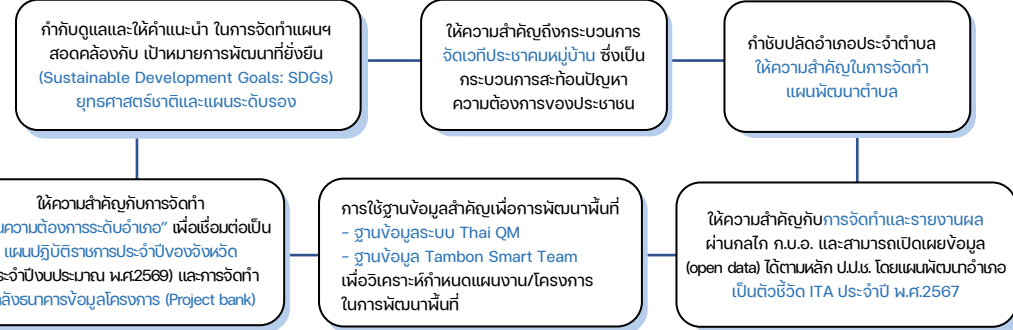 กำกับดูแลและให้คำแนะนำ ในการจัดทำแผนฯ
สอดคล้องกับ เป้าหมายการพัฒนาที่ยั่งยืน
(Sustainable Development Goals: SDGs)
ยุทธศาสตร์ชาติและแผนระดับรอง
ให้ความสำคัญถึงกระบวนการ
จัดเวทีประชาคมหมู่บ้าน ซึ่งเป็น
กระบวนการสะท้อนปัญหา
ความต้องการของประชาชน
กำชับปลัดอำเภอประจำตำบล
ให้ความสำคัญในการจัดทำ
แผนพัฒนาตำบล
ให้ความสำคัญกับการจัดทำ
ความต้องการระดับอำเภอ" เพื่อเชื่อมต่อเป็น
แผนปฏิบัติราชการประจำปีของจังหวัด
ระจำปีงบประมาณ พ.ศ.2569) และการจัดทำ
ลังธนาคารข้อมูลโครงการ (Project bank)
การใช้ฐานข้อมูลสำคัญเพื่อการพัฒนาพื้นที่
- ฐานข้อมูลระบบ Thai QM
- ฐานข้อมูล Tambon Smart Team
เพื่อวิเคราะห์กำหนดแผนงาน/โครงการ
ในการพัฒนาพื้นที่
ให้ความสำคัญกับการจัดทำและรายงานผล
ผ่านกลไก ก.บ.อ. และสามารถเปิดเผยข้อมูล
(open data) ได้ตามหลัก ป.ป.ช. โดยแผนพัฒนาอำเภอ
เป็นตัวชี้วัด ITA ประจำปี พ.ศ.2567